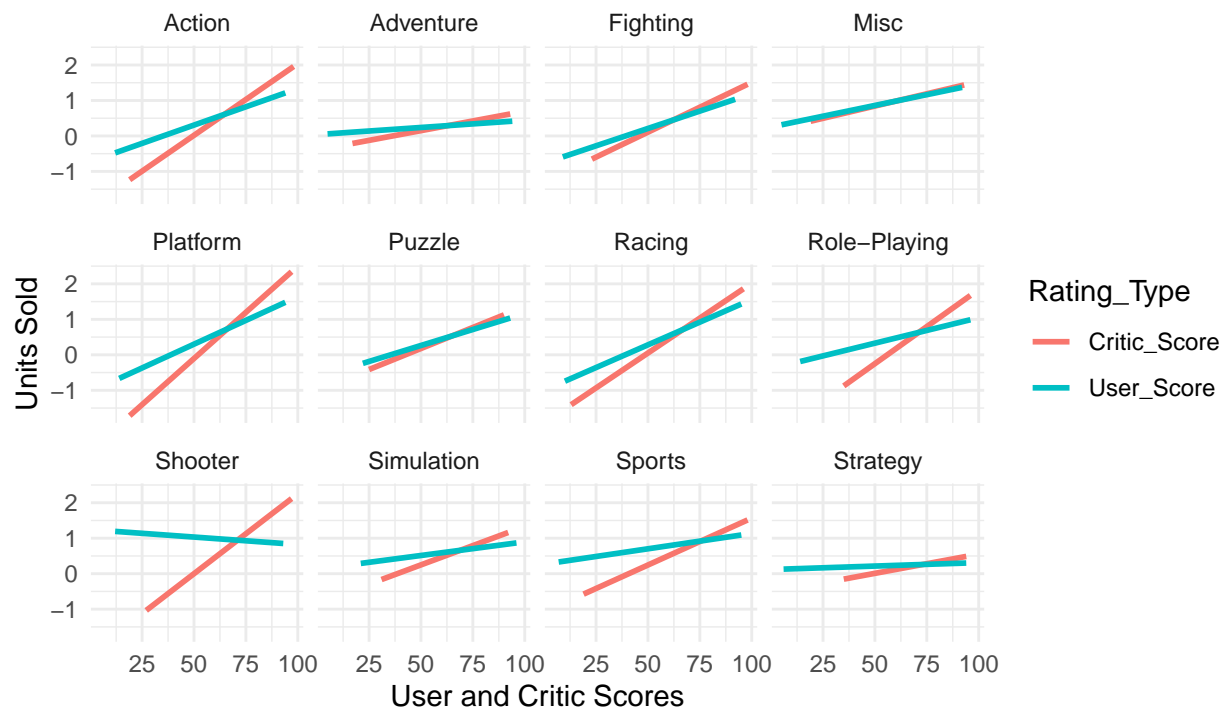 Action Adventure Fighting Misc
2
1
0
−1
Platform Puzzle Racing Role−Playing
2
1
0
−1
Shooter Simulation Sports Strategy
2
1
0
−1
25 50 75 100 25 50 75 100 25 50 75 100 25 50 75 100
User and Critic Scores
Units Sold
Rating_Type
Critic_Score
User_Score